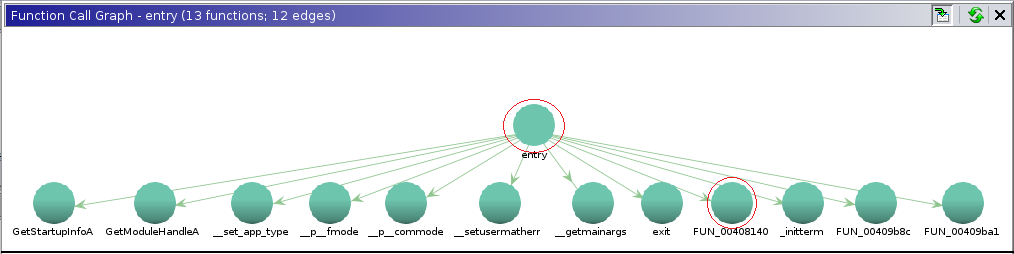 Function Call Graph - entry (13 functions; 12 edges)
entry
GetStartupInfoA GetModuleHandleA __set_app_type __p__fmode __p__commode __setusermatherr __getmainargs exit FUN_00408140 _initterm FUN_00409b8c FUN_00409ba1